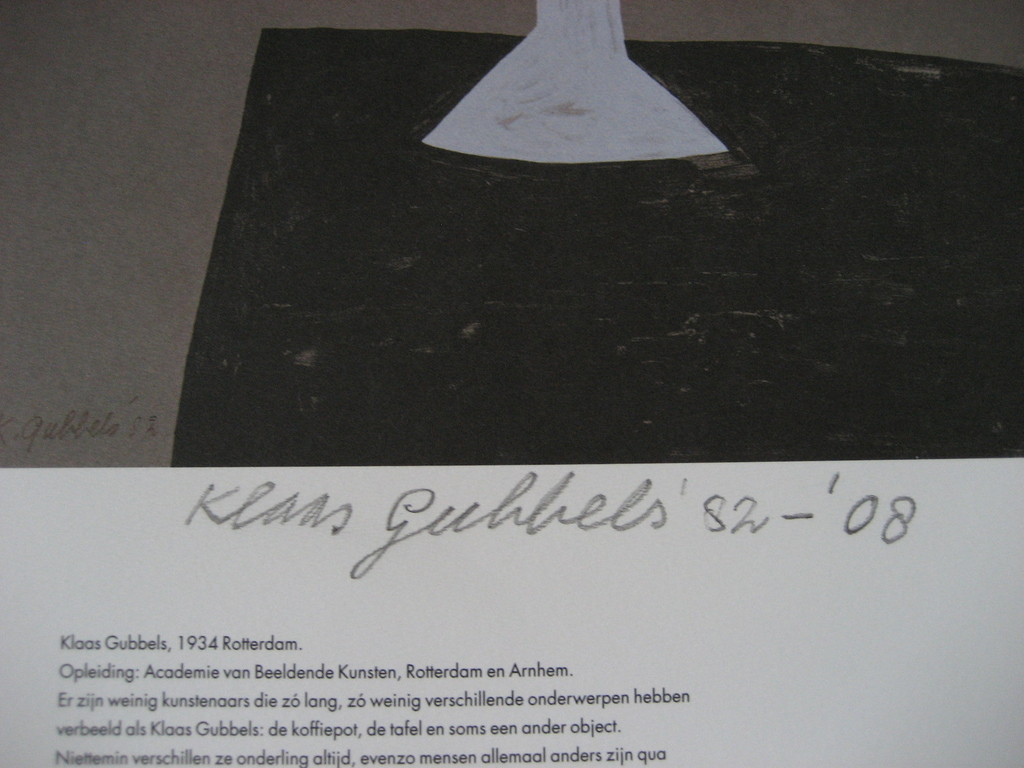 K. Gubbels '82
Klaas Gubbels '82 - '08
Klaas Gubbels, 1934 Rotterdam.
Opleiding: Academie van Beeldende Kunsten, Rotterdam en Arnhem.
Er zijn weinig kunstenaars die zó lang, zó weinig verschillende onderwerpen hebben
verbeeld als Klaas Gubbels: de koffiepot, de tafel en soms een ander object.
Niettemin verschillen ze onderling altijd, evenzo mensen allemaal anders zijn qua